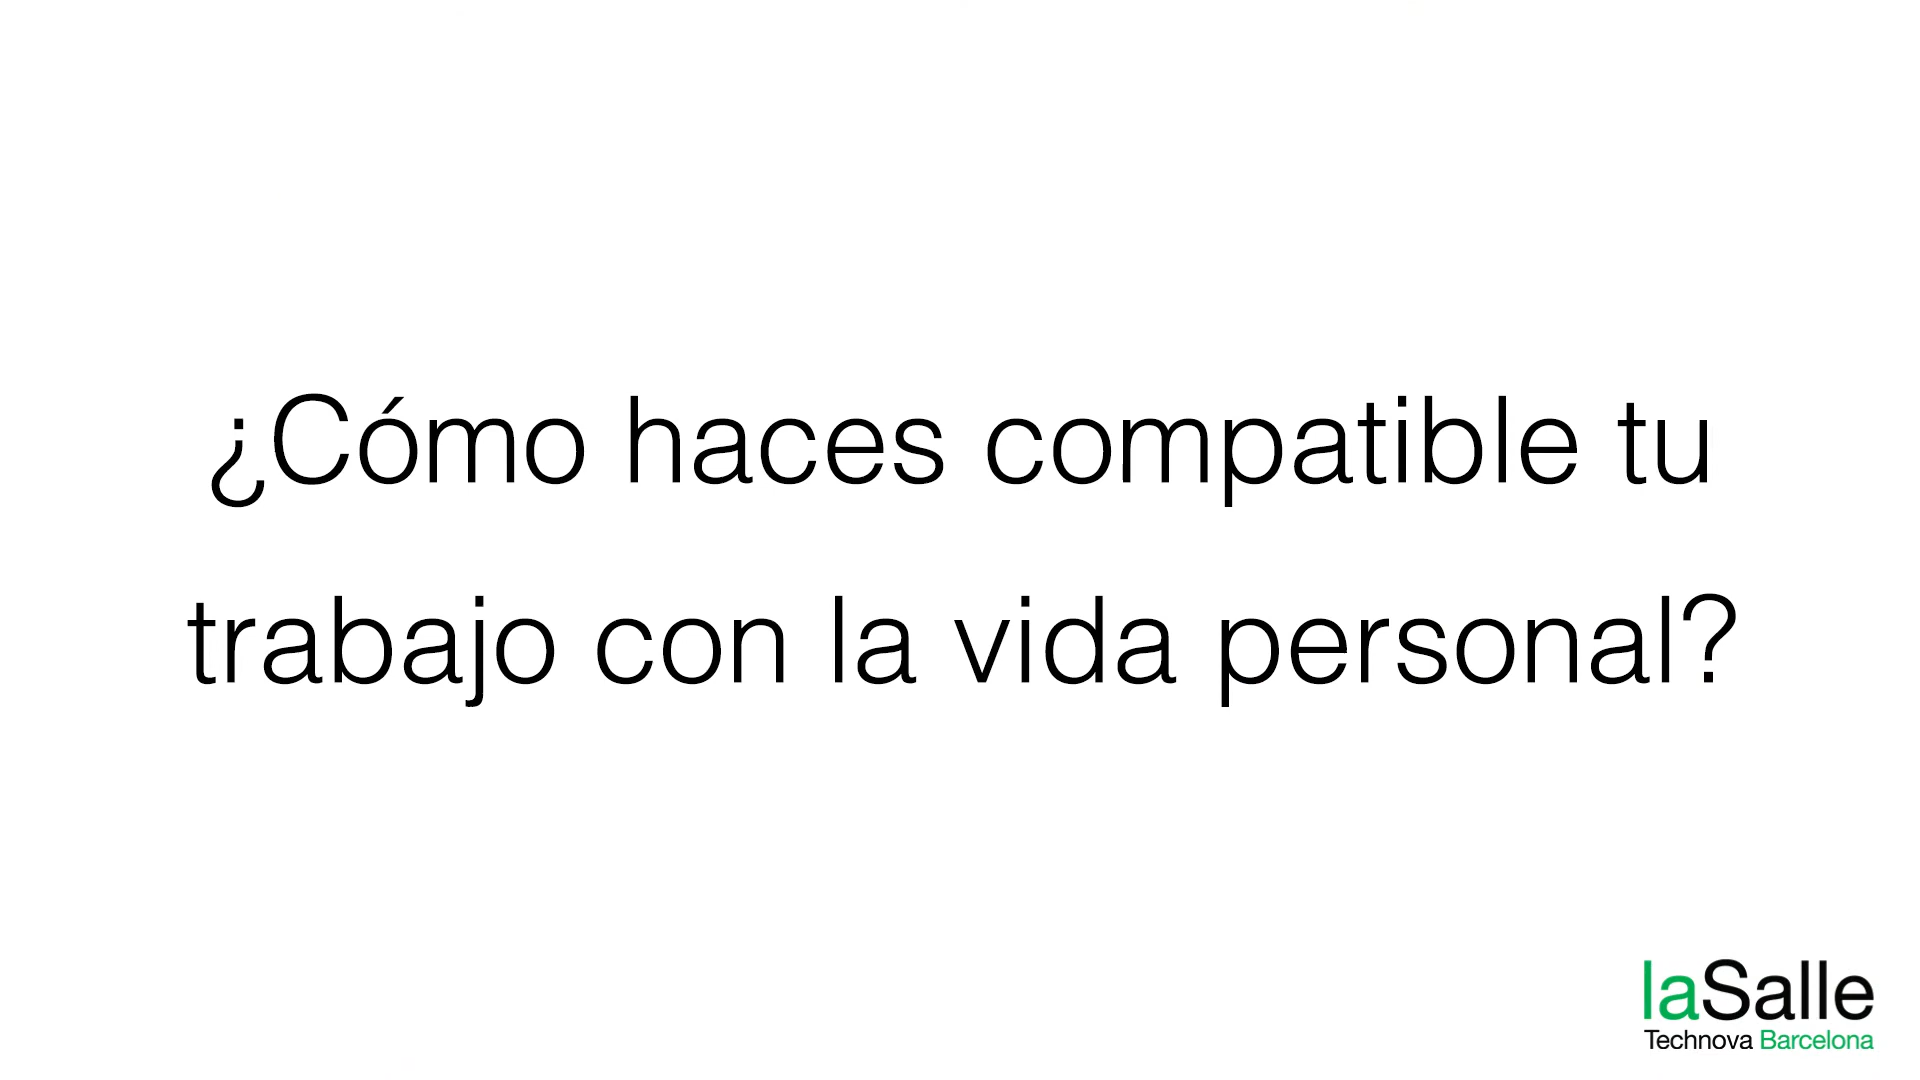 ¿Cómo haces compatible tu
trabajo con la vida personal?
laSalle
Technova Barcelona